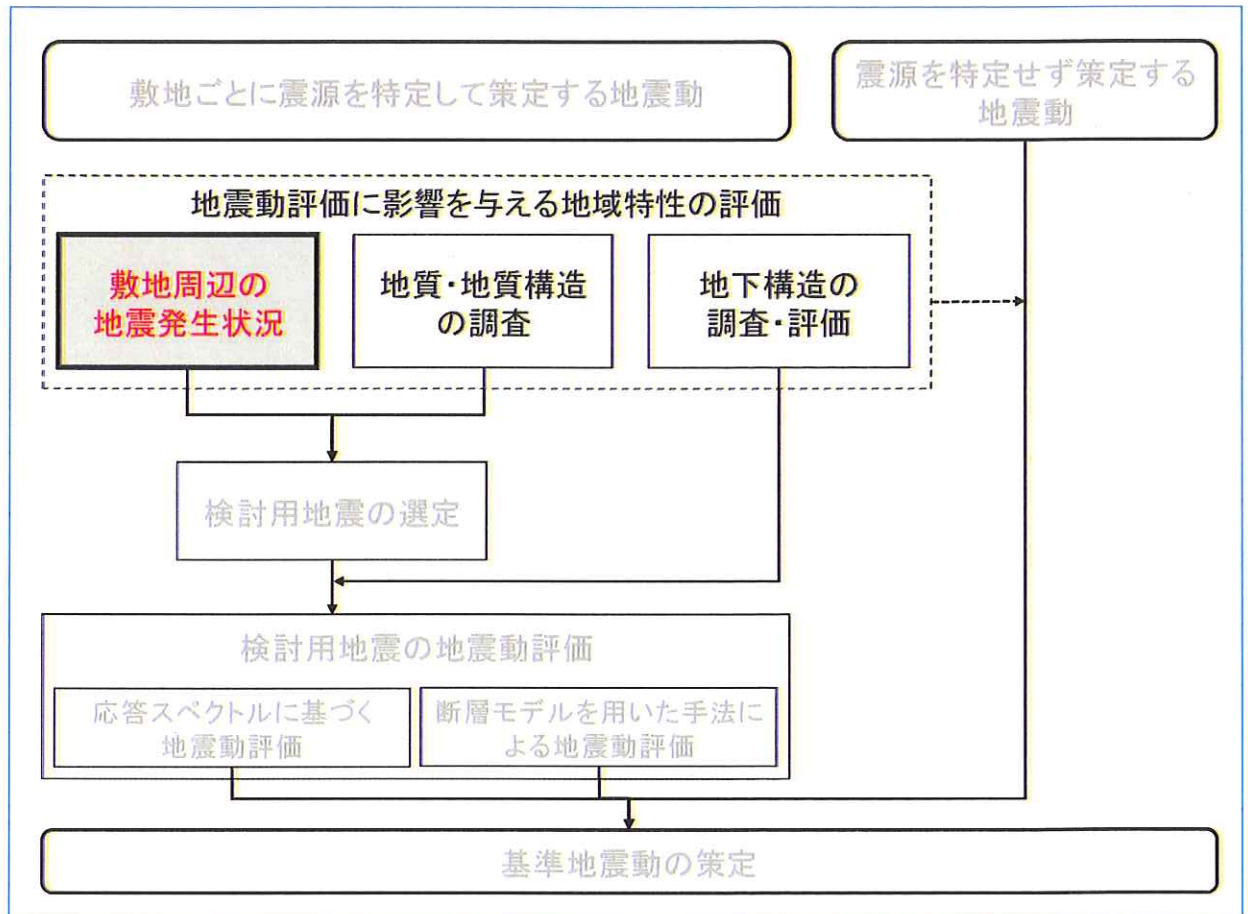 敷地ごとに震源を特定して策定する地震動
震源を特定せず策定する
地震動
地震動評価に影響を与える地域特性の評価
敷地周辺の
地震発生状況
地質・地質構造
の調査
地下構造の
調査・評価
検討用地震の選定
検討用地震の地震動評価
応答スペクトルに基づく
地震動評価
断層モデルを用いた手法に
よる地震動評価
基準地震動の策定